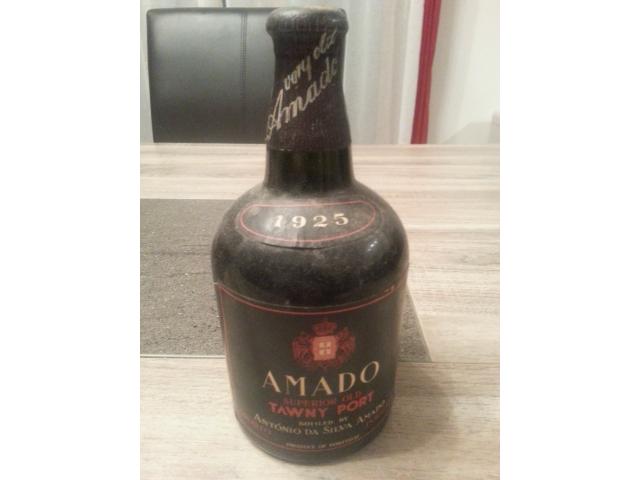 very old
Amado
1925
AMADO
SUPERIOR OLD
TAWNY PORT
BOTTLED BY
ANTÓNIO DA SILVA AMADO
PRODUCE OF PORTUGAL